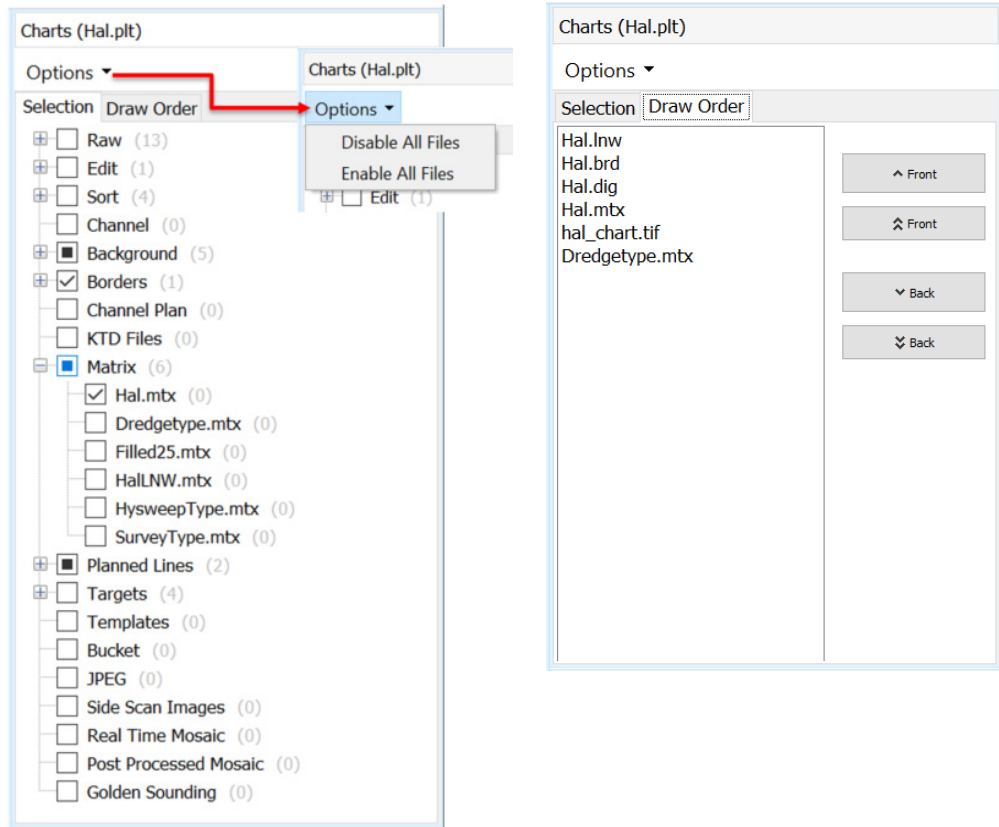 Charts (Hal.plt)
Options
Selection Draw Order
Raw (13)
Edit (1)
Sort (4)
Channel (0)
Background (5)
Borders (1)
Channel Plan (0)
KTD Files (0)
Matrix (6)
Hal.mtx (0)
Dredgetype.mtx (0)
Filled25.mtx (0)
HalLNW.mtx (0)
HysweepType.mtx (0)
SurveyType.mtx (0)
Planned Lines (2)
Targets (4)
Templates (0)
Bucket (0)
JPEG (0)
Side Scan Images (0)
Real Time Mosaic (0)
Post Processed Mosaic (0)
Golden Sounding (0)
Charts (Hal.plt)
Options
Disable All Files
Enable All Files
Edit (1)
Charts (Hal.plt)
Options
Selection Draw Order
Hal.lnw
Hal.brd
Hal.dig
Hal.mtx
hal_chart.tif
Dredgetype.mtx
Front
Front
Back
Back